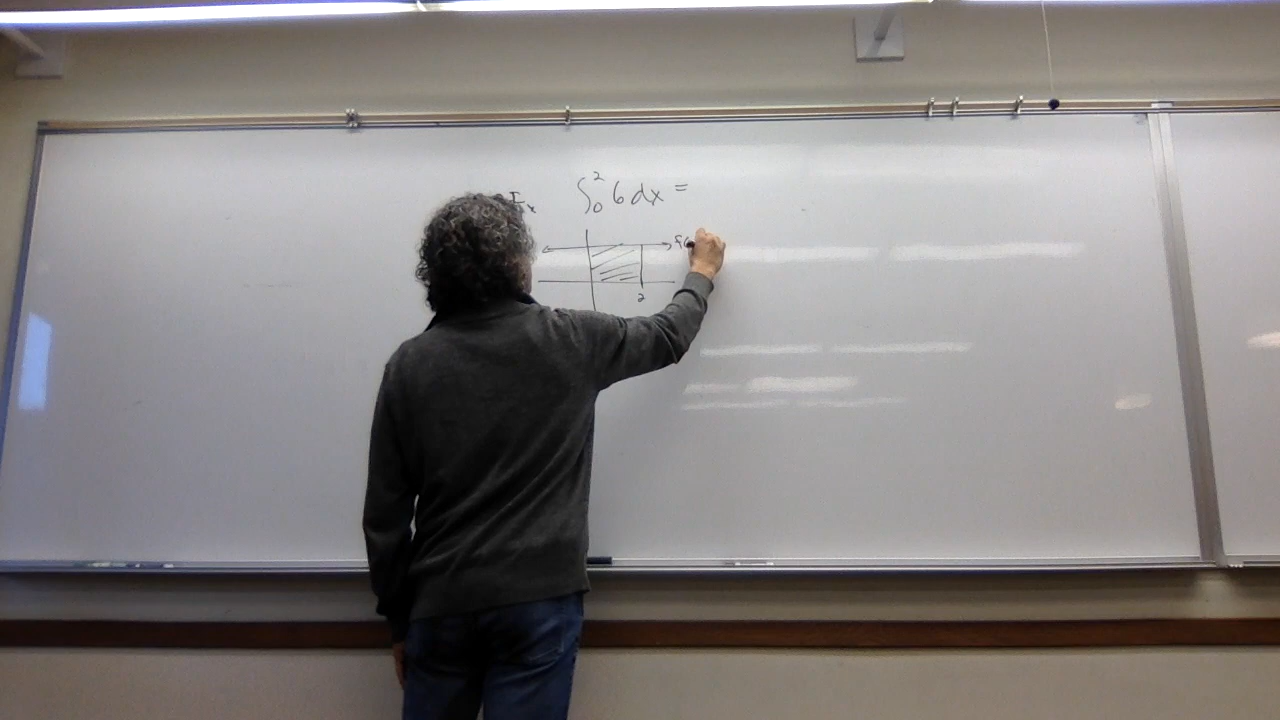 Ex ∫₀² 6 dx =
f(
2